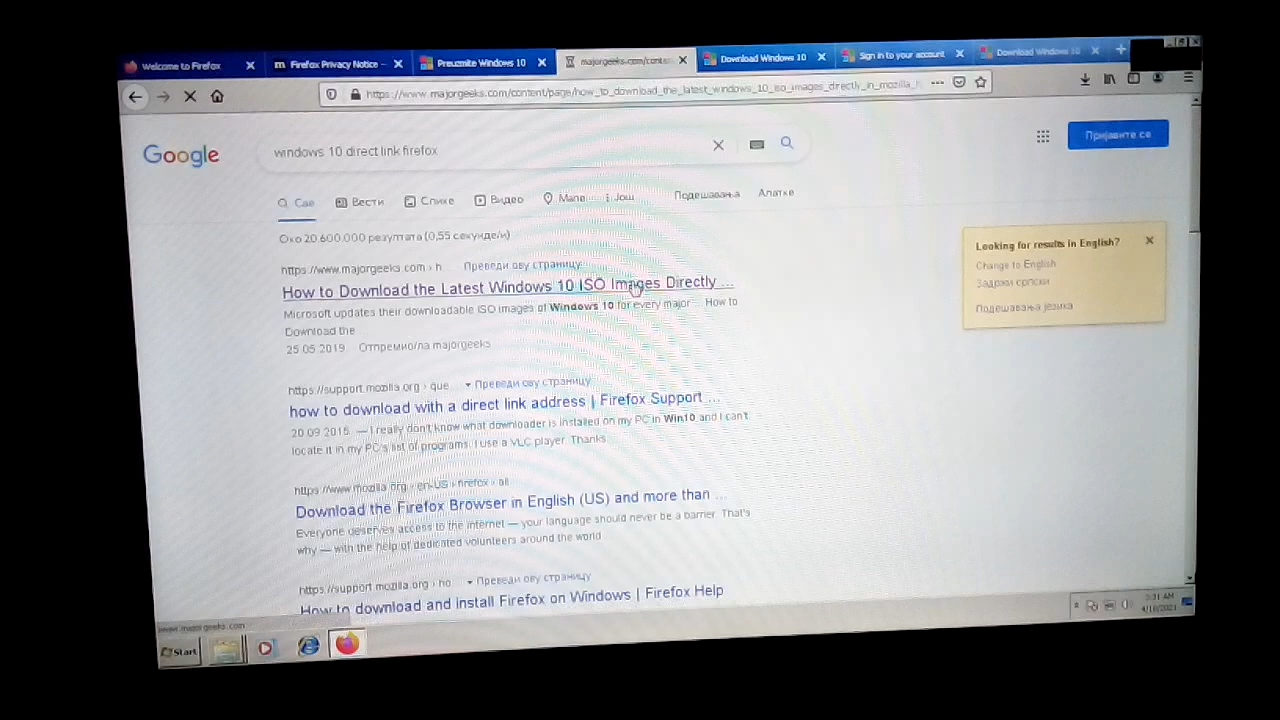 Welcome to Firefox
Firefox Privacy Notice —
Preuzmite Windows 10
majorgeeks.com/conte
Download Windows 10
Sign in to your account
Download Windows 10
https://www.majorgeeks.com/content/page/how_to_download_the_latest_windows_10_iso_images_directly_in_mozilla_f
Google
windows 10 direct link firefox
Пријавите се
Све
Вести
Слике
Видео
Мапе
Још
Подешавања
Алатке
Око 20.600.000 резултата (0,55 секунде/и)
Looking for results in English?
Change to English
Задржи српски
Подешавања језика
https://www.majorgeeks.com › h
Преведи ову страницу
How to Download the Latest Windows 10 ISO Images Directly ...
Microsoft updates their downloadable ISO images of Windows 10 for every major
How to
Download the
25.05.2019.
Отпремио/ла majorgeeks
https://support.mozilla.org › que
Преведи ову страницу
how to download with a direct link address | Firefox Support ...
20.09.2015. — I really don't know what downloader is installed on my PC in Win10 and I can't
locate it in my PC's list of programs. I use a VLC player. Thanks.
https://www.mozilla.org › en-US › firefox › all
Download the Firefox Browser in English (US) and more than ...
Everyone deserves access to the internet — your language should never be a barrier. That's
why — with the help of dedicated volunteers around the world
https://support.mozilla.org › ho
Преведи ову страницу
How to download and install Firefox on Windows | Firefox Help
www.majorgeeks.com
Start
AM